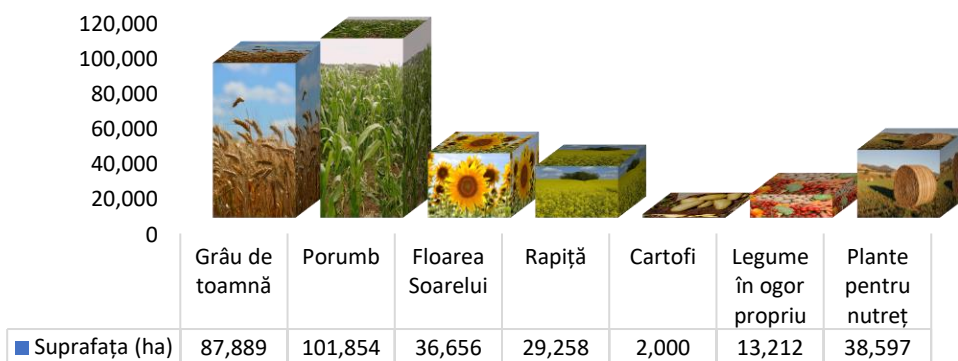 120,000
100,000
80,000
60,000
40,000
20,000
0
Grâu de toamnă
Porumb
Floarea Soarelui
Rapiță
Cartofi
Legume în ogor propriu
Plante pentru nutreț
Suprafața (ha) 87,889 101,854 36,656 29,258 2,000 13,212 38,597